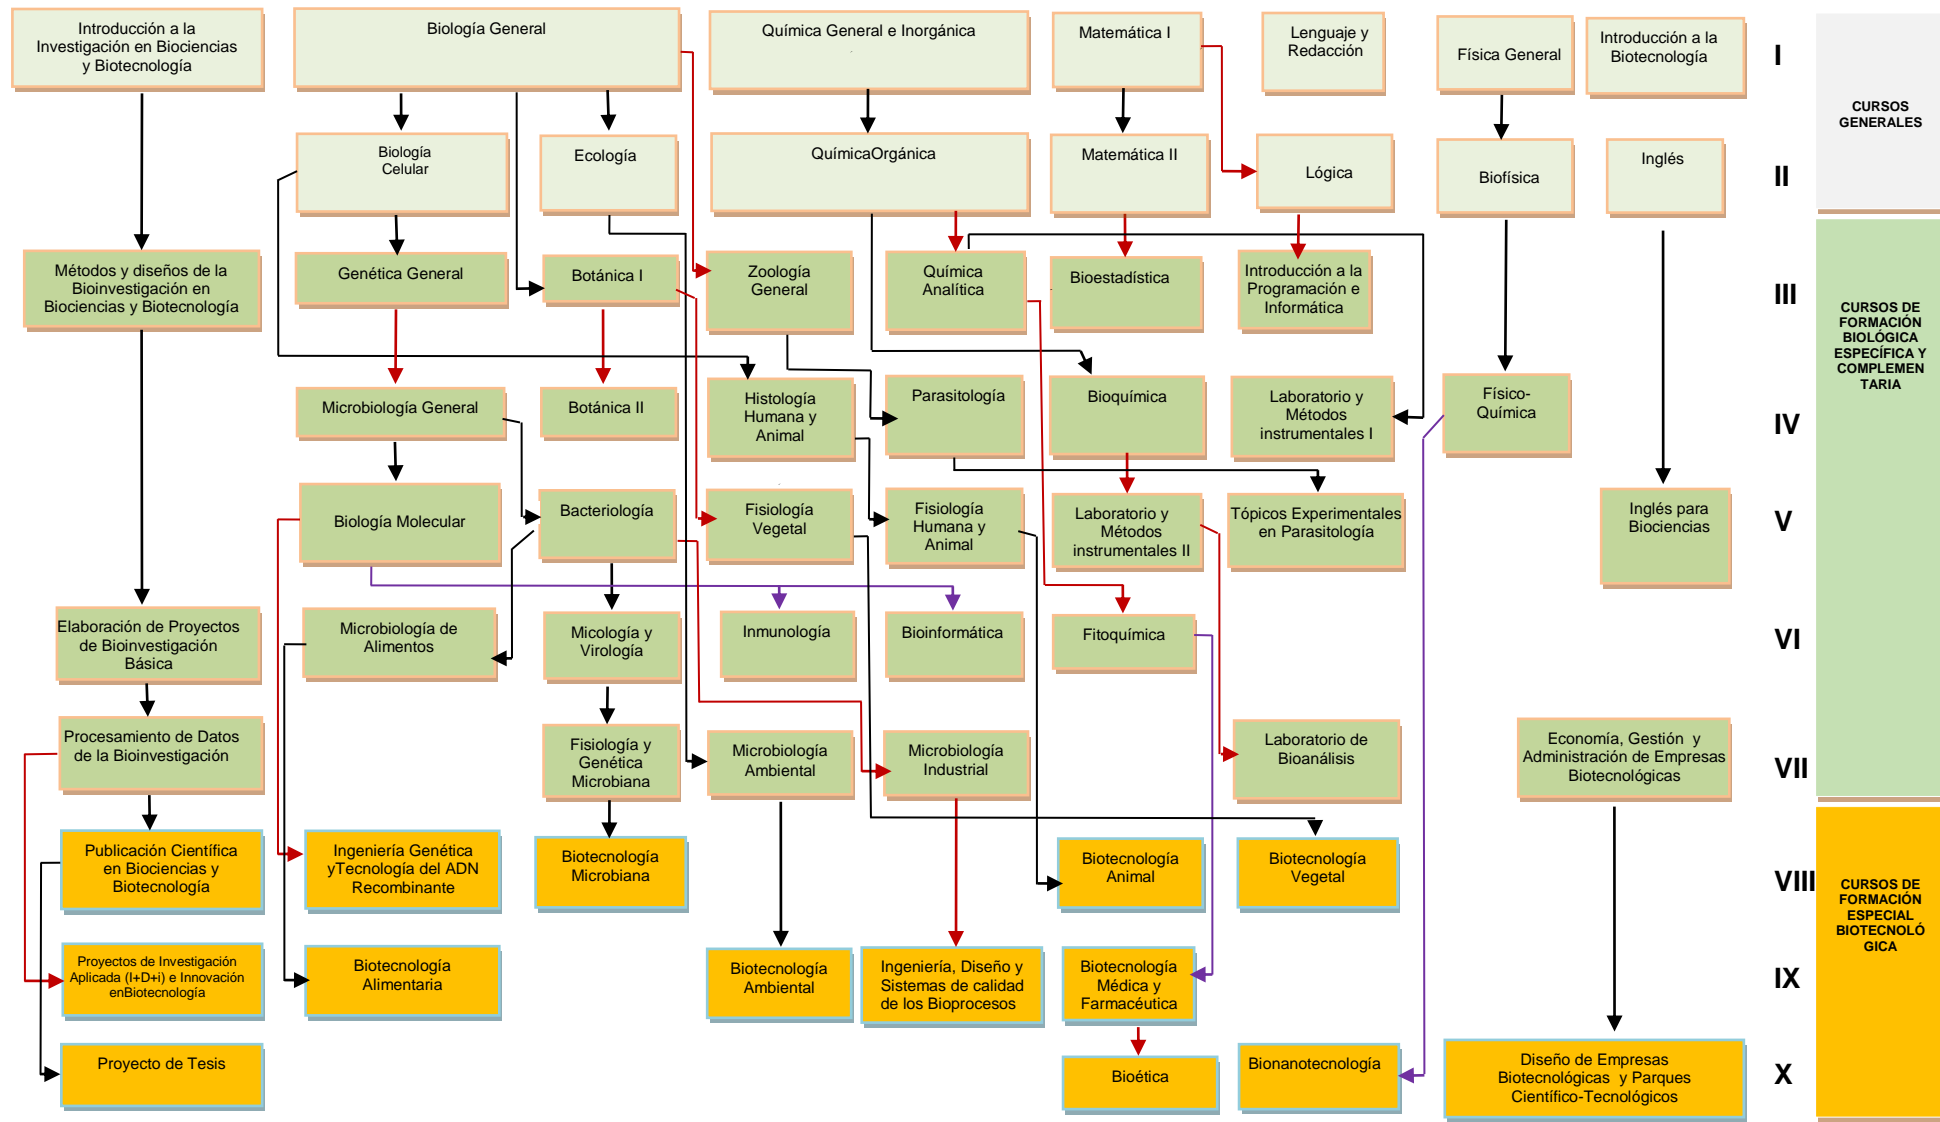 Introducción a la
Investigación en Biociencias
y Biotecnología
Biología General
Química General e Inorgánica
Matemática I
Lenguaje y
Redacción
Física General
Introducción a la
Biotecnología
I
CURSOS
GENERALES
Biología
Celular
Ecología
QuímicaOrgánica
Matemática II
Lógica
Biofísica
Inglés
II
Métodos y diseños de la
Bioinvestigación en
Biociencias y Biotecnología
Genética General
Botánica I
Zoología
General
Química
Analítica
Bioestadística
Introducción a la
Programación e
Informática
III
CURSOS DE
FORMACIÓN
BIOLÓGICA
ESPECÍFICA Y
COMPLEMEN
TARIA
Microbiología General
Botánica II
Histología
Humana y
Animal
Parasitología
Bioquímica
Laboratorio y
Métodos
instrumentales I
Físico-
Química
IV
Biología Molecular
Bacteriología
Fisiología
Vegetal
Fisiología
Humana y
Animal
Laboratorio y
Métodos
instrumentales II
Tópicos Experimentales
en Parasitología
Inglés para
Biociencias
V
Elaboración de Proyectos
de Bioinvestigación
Básica
Microbiología de
Alimentos
Micología y
Virología
Inmunología
Bioinformática
Fitoquímica
VI
Procesamiento de Datos
de la Bioinvestigación
Fisiología y
Genética
Microbiana
Microbiología
Ambiental
Microbiología
Industrial
Laboratorio de
Bioanálisis
Economía, Gestión y
Administración de Empresas
Biotecnológicas
VII
Publicación Científica
en Biociencias y
Biotecnología
Ingeniería Genética
yTecnología del ADN
Recombinante
Biotecnología
Microbiana
Biotecnología
Animal
Biotecnología
Vegetal
VIII
CURSOS DE
FORMACIÓN
ESPECIAL
BIOTECNOLÓ
GICA
Proyectos de Investigación
Aplicada (I+D+i) e Innovación
enBiotecnología
Biotecnología
Alimentaria
Biotecnología
Ambiental
Ingeniería, Diseño y
Sistemas de calidad
de los Bioprocesos
Biotecnología
Médica y
Farmacéutica
IX
Proyecto de Tesis
Bioética
Bionanotecnología
Diseño de Empresas
Biotecnológicas y Parques
Científico-Tecnológicos
X